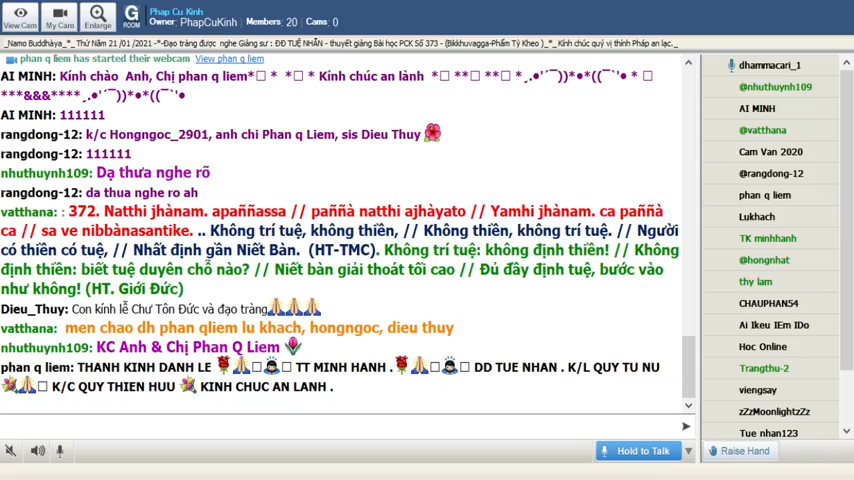 View Cam
My Cam
Enlarge
G
ROOM
Phap Cu Kinh
Owner: PhapCuKinh | Members: 20 | Cams: 0
_Namo Buddhàya_*_ Thứ Năm 21 /01 /2021 -*-Đạo tràng được nghe Giảng sư : ĐĐ TUỆ NHÂN - thuyết giảng Bài học PCK Số 373 - (Bikkhuvagga-Phẩm Tỳ Kheo )_*_ Kính chúc quý vị thính Pháp an lạc._
phan q liem has started their webcam View phan q liem
AI MINH: Kính chào Anh, Chị phan q liem*□ * *□ * Kính chúc an lành *□ **□ **□ *¸.•'´¯))*•*((¯`'• * □
***&&&****¸.•'´¯))*•*((¯`'•
AI MINH: 111111
rangdong-12: k/c Hongngoc_2901, anh chi Phan q Liem, sis Dieu Thuy 🌺
rangdong-12: 111111
nhuthuynh109: Dạ thưa nghe rõ
rangdong-12: da thua nghe ro ah
vatthana: : 372. Natthi jhànam. apaññassa // paññà natthi ajhàyato // Yamhi jhànam. ca paññà
ca // sa ve nibbànasantike. .. Không trí tuệ, không thiền, // Không thiền, không trí tuệ. // Người
có thiền có tuệ, // Nhất định gần Niết Bàn. (HT-TMC). Không trí tuệ: không định thiền! // Không
định thiền: biết tuệ duyên chỗ nào? // Niết bàn giải thoát tối cao // Đủ đầy định tuệ, bước vào
như không! (HT. Giới Đức)
Dieu_Thuy: Con kính lễ Chư Tôn Đức và đạo tràng🙏🙏🙏
vatthana: men chao dh phan qliem lu khach, hongngoc, dieu thuy
nhuthuynh109: KC Anh & Chị Phan Q Liem 🌷
phan q liem: THANH KINH DANH LE 🌹🙏□🙇□ TT MINH HANH . 🌹🙏□🙇□ DD TUE NHAN . K/L QUY TU NU
💐🙏□ K/C QUY THIEN HUU 💐 KINH CHUC AN LANH .
Hold to Talk
Raise Hand
dhammacari_1
@nhuthuynh109
AI MINH
@vatthana
Cam Van 2020
@rangdong-12
phan q liem
Lukhach
TK minhhanh
@hongnhat
thy lam
CHAUPHAN54
Ai Ikeu IEm IDo
Hoc Online
Trangthu-2
viengsay
zZzMoonlightzZz
Tue nhan123